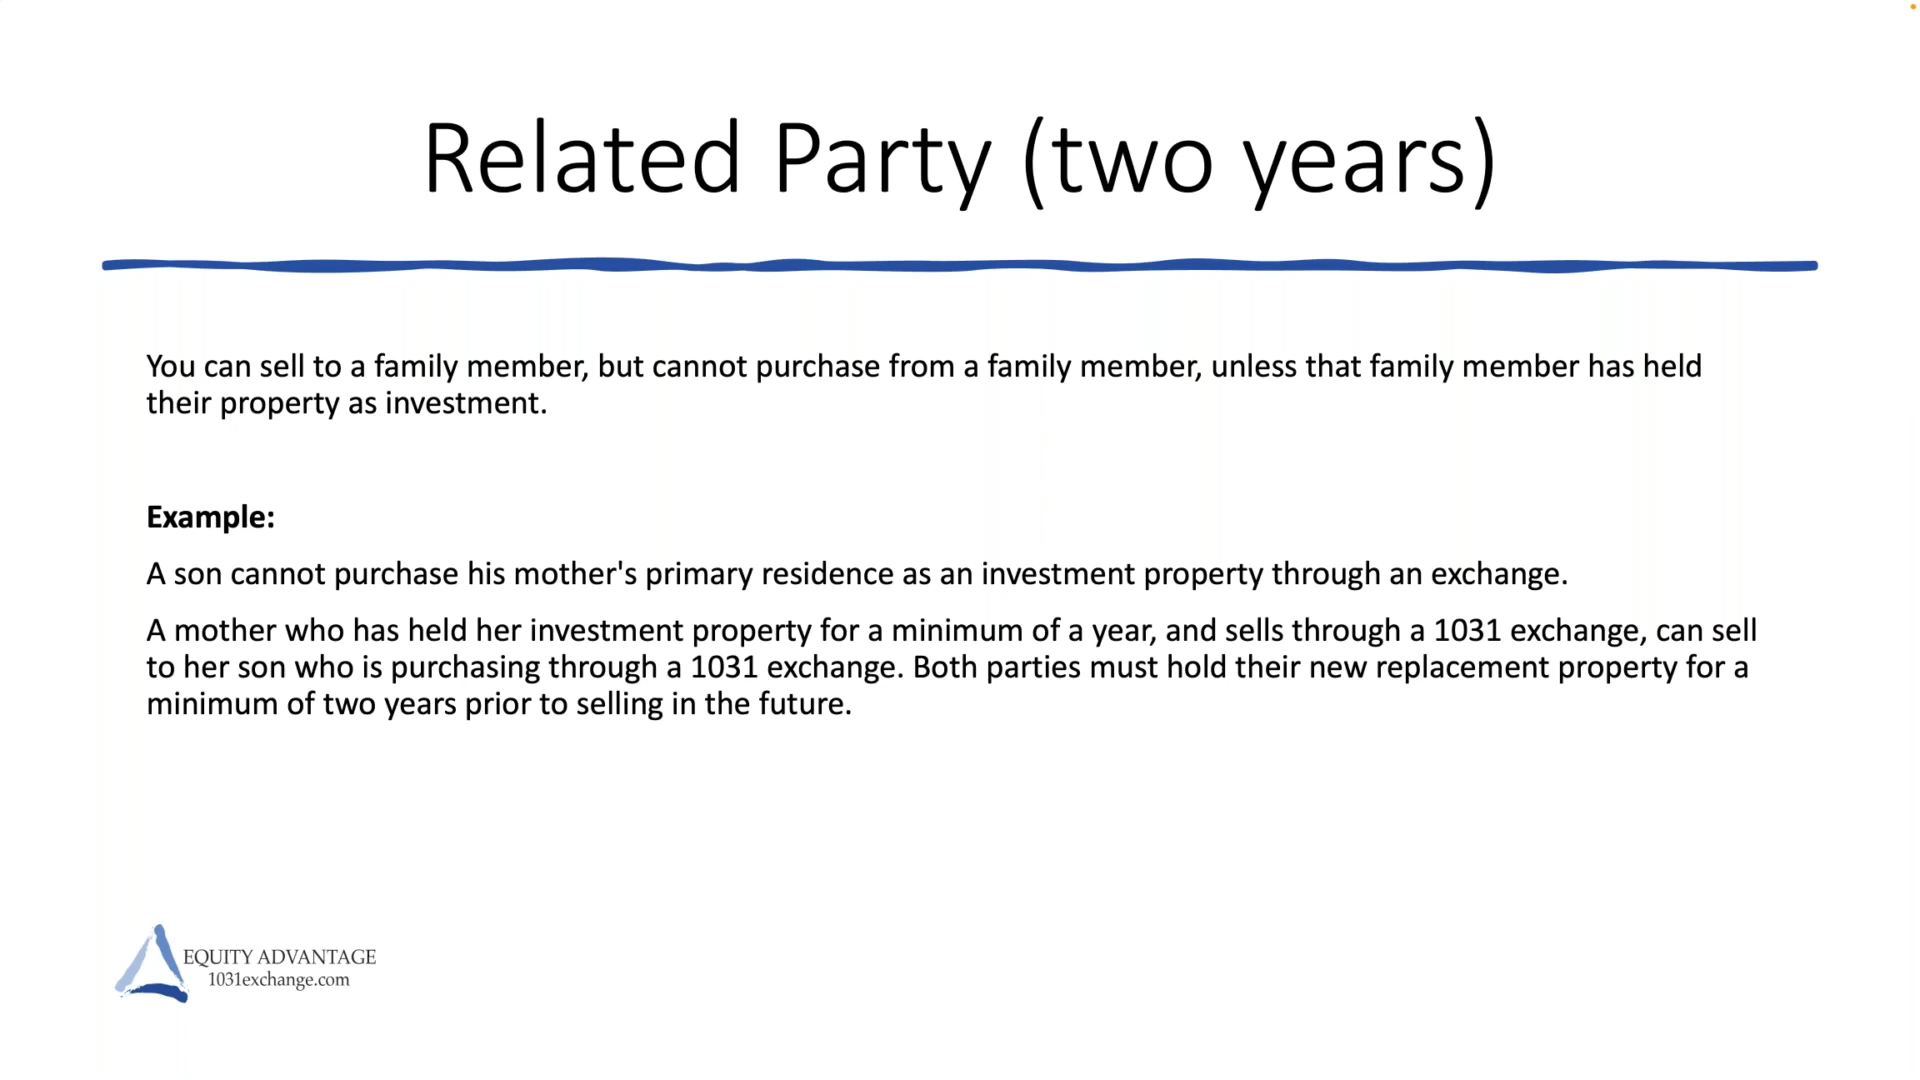 Related Party (two years)
You can sell to a family member, but cannot purchase from a family member, unless that family member has held
their property as investment.
Example:
A son cannot purchase his mother's primary residence as an investment property through an exchange.
A mother who has held her investment property for a minimum of a year, and sells through a 1031 exchange, can sell
to her son who is purchasing through a 1031 exchange. Both parties must hold their new replacement property for a
minimum of two years prior to selling in the future.
EQUITY ADVANTAGE
1031exchange.com